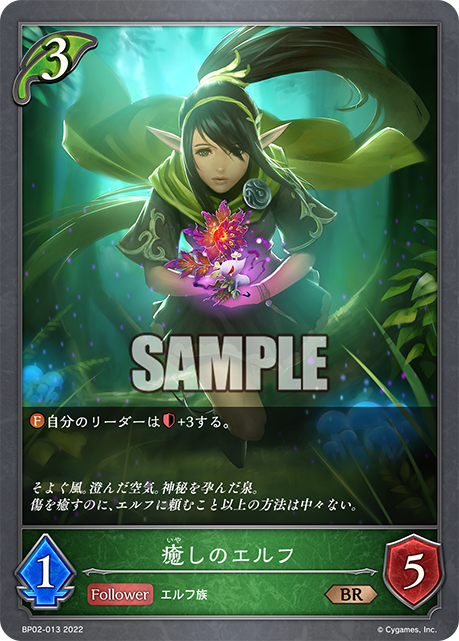 3
SAMPLE
F 自分のリーダーは +3する。
そよぐ風。澄んだ空気。神秘を孕んだ泉。
傷を癒すのに、エルフに頼むこと以上の方法は中々ない。
いや
癒しのエルフ
1
Follower エルフ族 BR
5
BP02-013 2022 © Cygames, Inc.